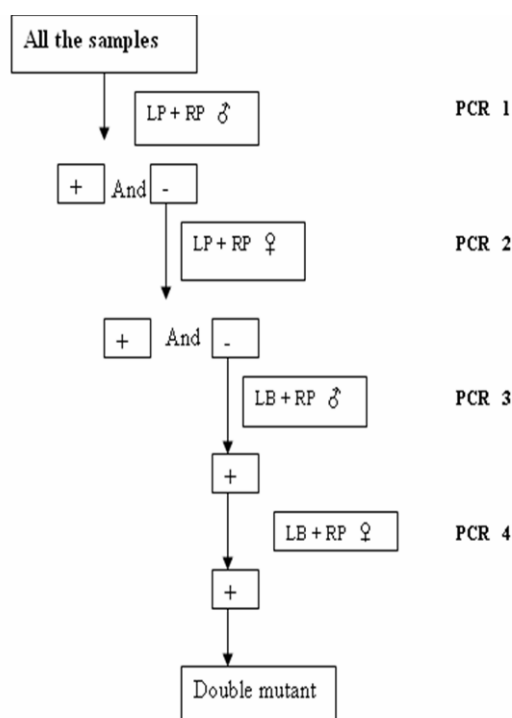 All the samples
LP + RP ♂ PCR 1
+ And -
LP + RP ♀ PCR 2
+ And -
LB + RP ♂ PCR 3
+
LB + RP ♀ PCR 4
+
Double mutant